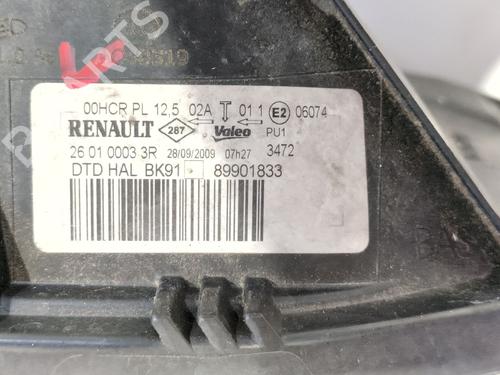 00HCR PL 12,5 02A T 01 1 E2 06074
RENAULT 287 Valeo PU1
26 01 0003 3R 28/09/2009 07h27 3472
DTD HAL BK91 89901833
PARTS